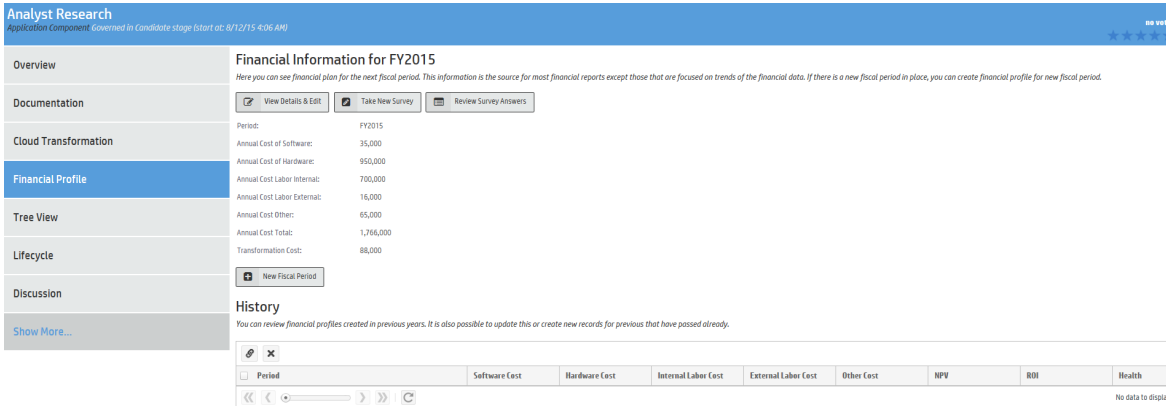 Analyst Research
Application Component Governed in Candidate stage (start at: 8/12/15 4:06 AM)
no vot
Overview
Documentation
Cloud Transformation
Financial Profile
Tree View
Lifecycle
Discussion
Show More...
Financial Information for FY2015
Here you can see financial plan for the next fiscal period. This information is the source for most financial reports except those that are focused on trends of the financial data. If there is a new fiscal period in place, you can create financial profile for new fiscal period.
View Details & Edit Take New Survey Review Survey Answers
Period: FY2015
Annual Cost of Software: 35,000
Annual Cost of Hardware: 950,000
Annual Cost Labor Internal: 700,000
Annual Cost Labor External: 16,000
Annual Cost Other: 65,000
Annual Cost Total: 1,766,000
Transformation Cost: 88,000
New Fiscal Period
History
You can review financial profiles created in previous years. It is also possible to update this or create new records for previous that have passed already.
Period Software Cost Hardware Cost Internal Labor Cost External Labor Cost Other Cost NPV ROI Health
No data to displa